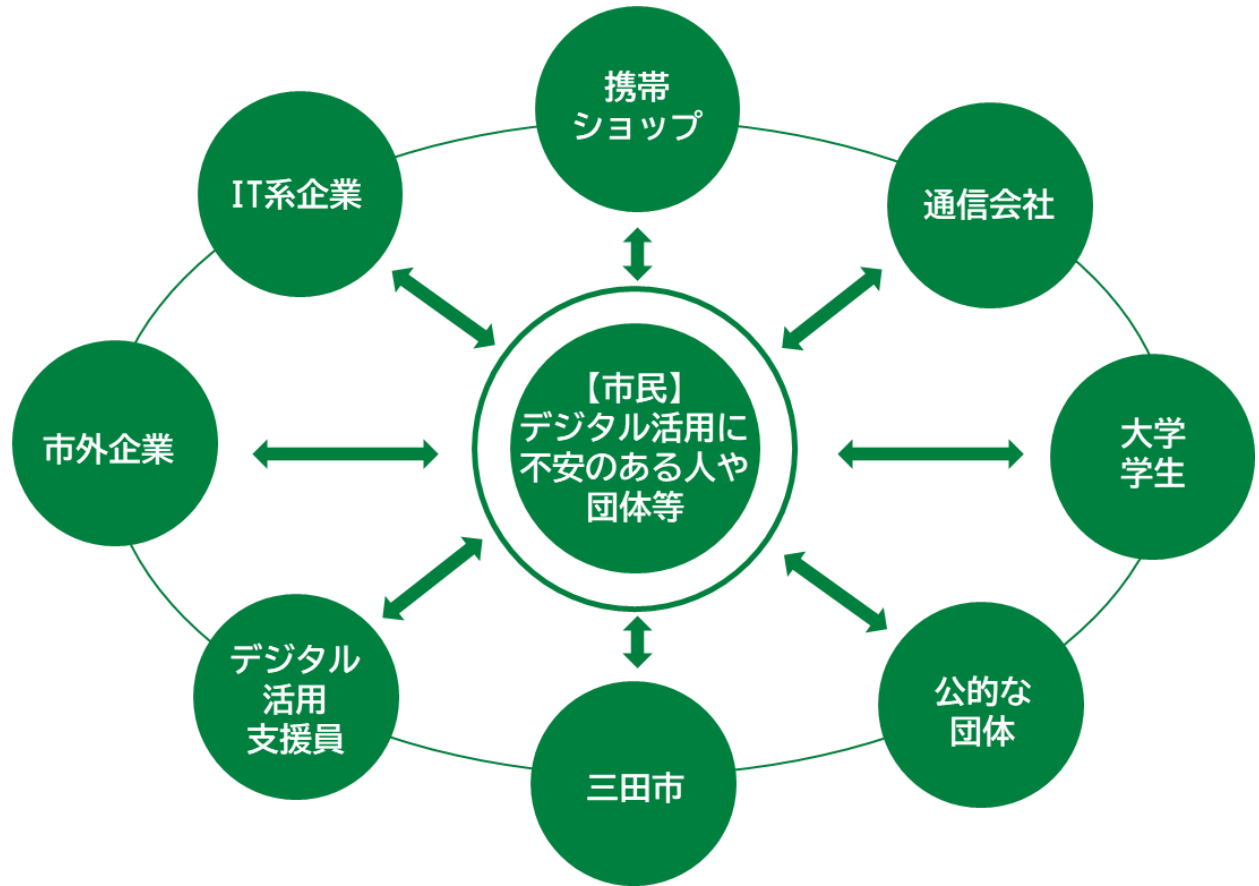 携帯
ショップ
IT系企業
通信会社
市外企業
【市民】
デジタル活用に
不安のある人や
団体等
大学
学生
デジタル
活用
支援員
公的な
団体
三田市